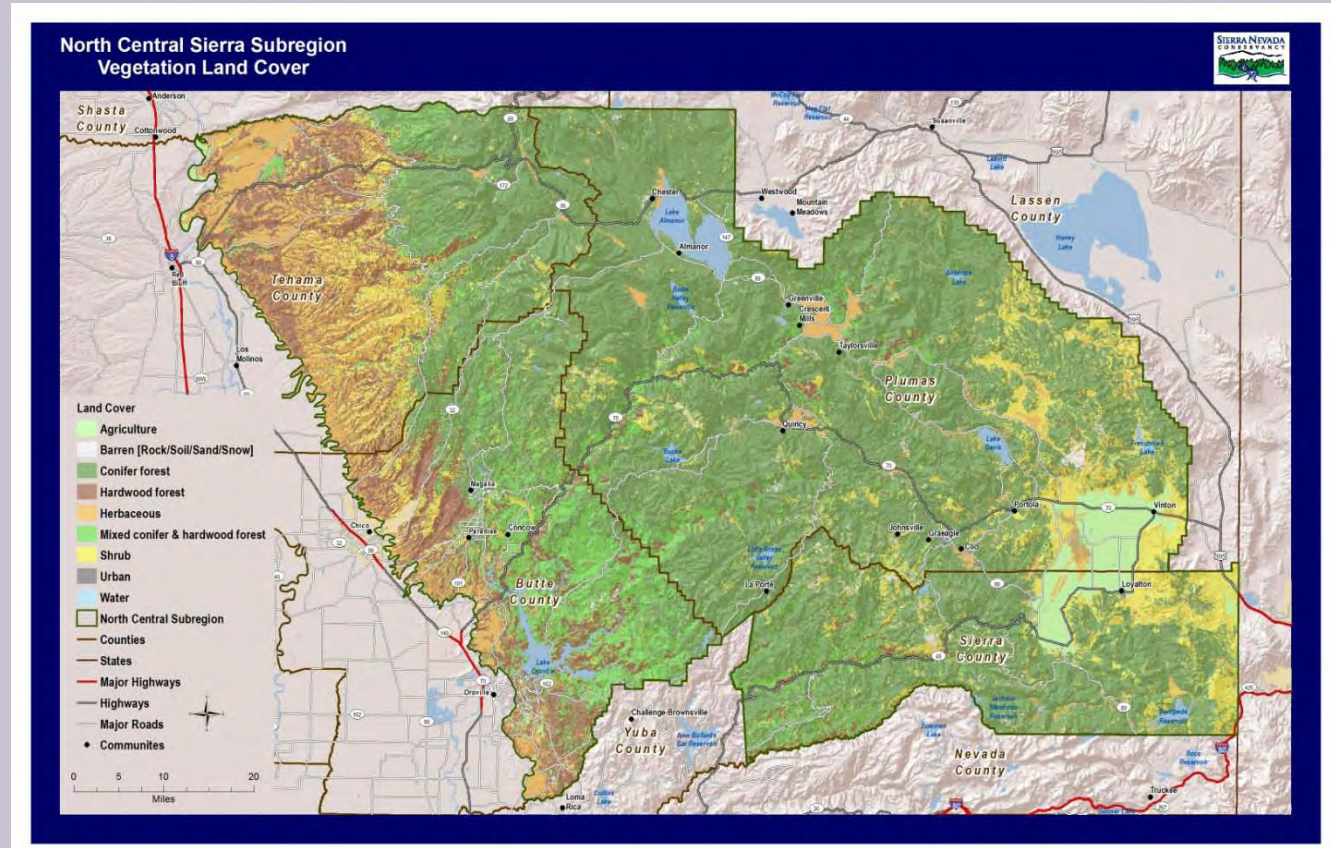 North Central Sierra Subregion
Vegetation Land Cover
SIERRA NEVADA
CONSERVANCY
Shasta
County
Anderson
Cottonwood
Susanville
Westwood
Mountain
Meadows
Chester
Lake
Almanor
Almanor
Lassen
County
Honey
Lake
Tehama
County
Red
Bluff
Los
Molinos
Greenville
Crescent
Mills
Taylorsville
Plumas
County
Quincy
Lake
Davis
Frenchman
Lake
Portola
Vinton
Magalia
Paradise
Concow
Chico
Johnsville
Graeagle
Clio
Butte
County
La Porte
Loyalton
Sierra
County
Lake
Oroville
Oroville
Challenge-Brownsville
Yuba
County
Nevada
County
Loma
Rica
Truckee
Land Cover
Agriculture
Barren [Rock/Soil/Sand/Snow]
Conifer forest
Hardwood forest
Herbaceous
Mixed conifer & hardwood forest
Shrub
Urban
Water
North Central Subregion
Counties
States
Major Highways
Highways
Major Roads
Communites
0 5 10 20
Miles